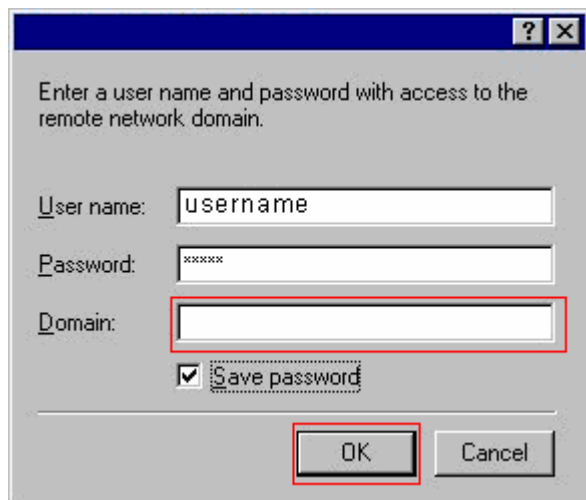 Enter a user name and password with access to the
remote network domain.
User name: username
Password: xxxxx
Domain:
Save password
OK Cancel